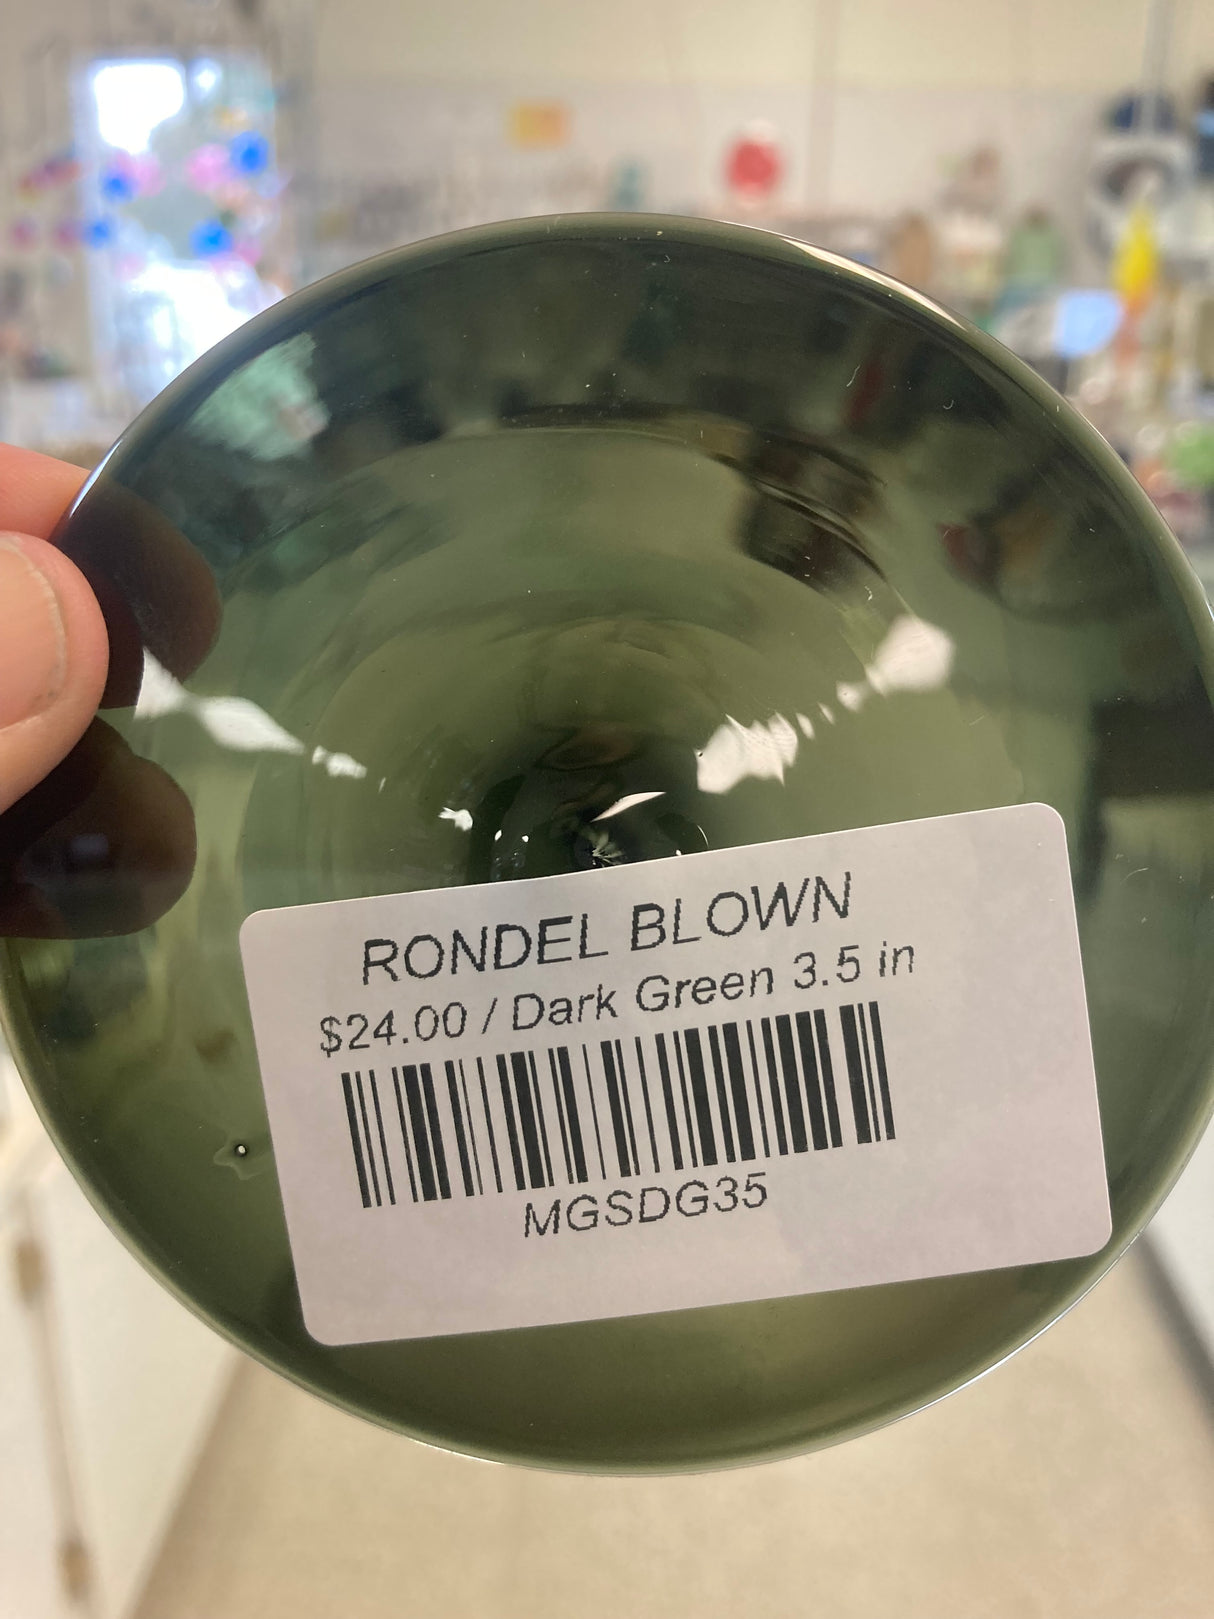 RONDEL BLOWN
$24.00 / Dark Green 3.5 in
MGSDG35